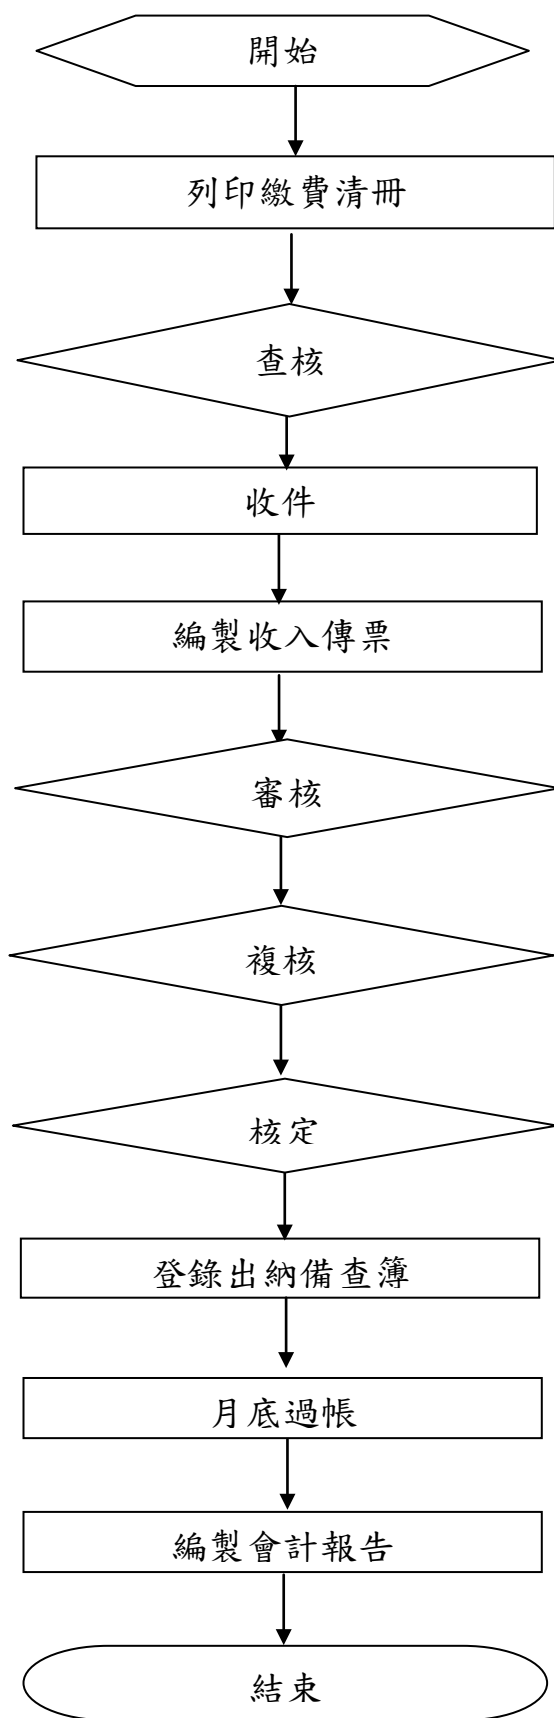 開始
列印繳費清冊
查核
收件
編製收入傳票
審核
複核
核定
登錄出納備查簿
月底過帳
編製會計報告
結束